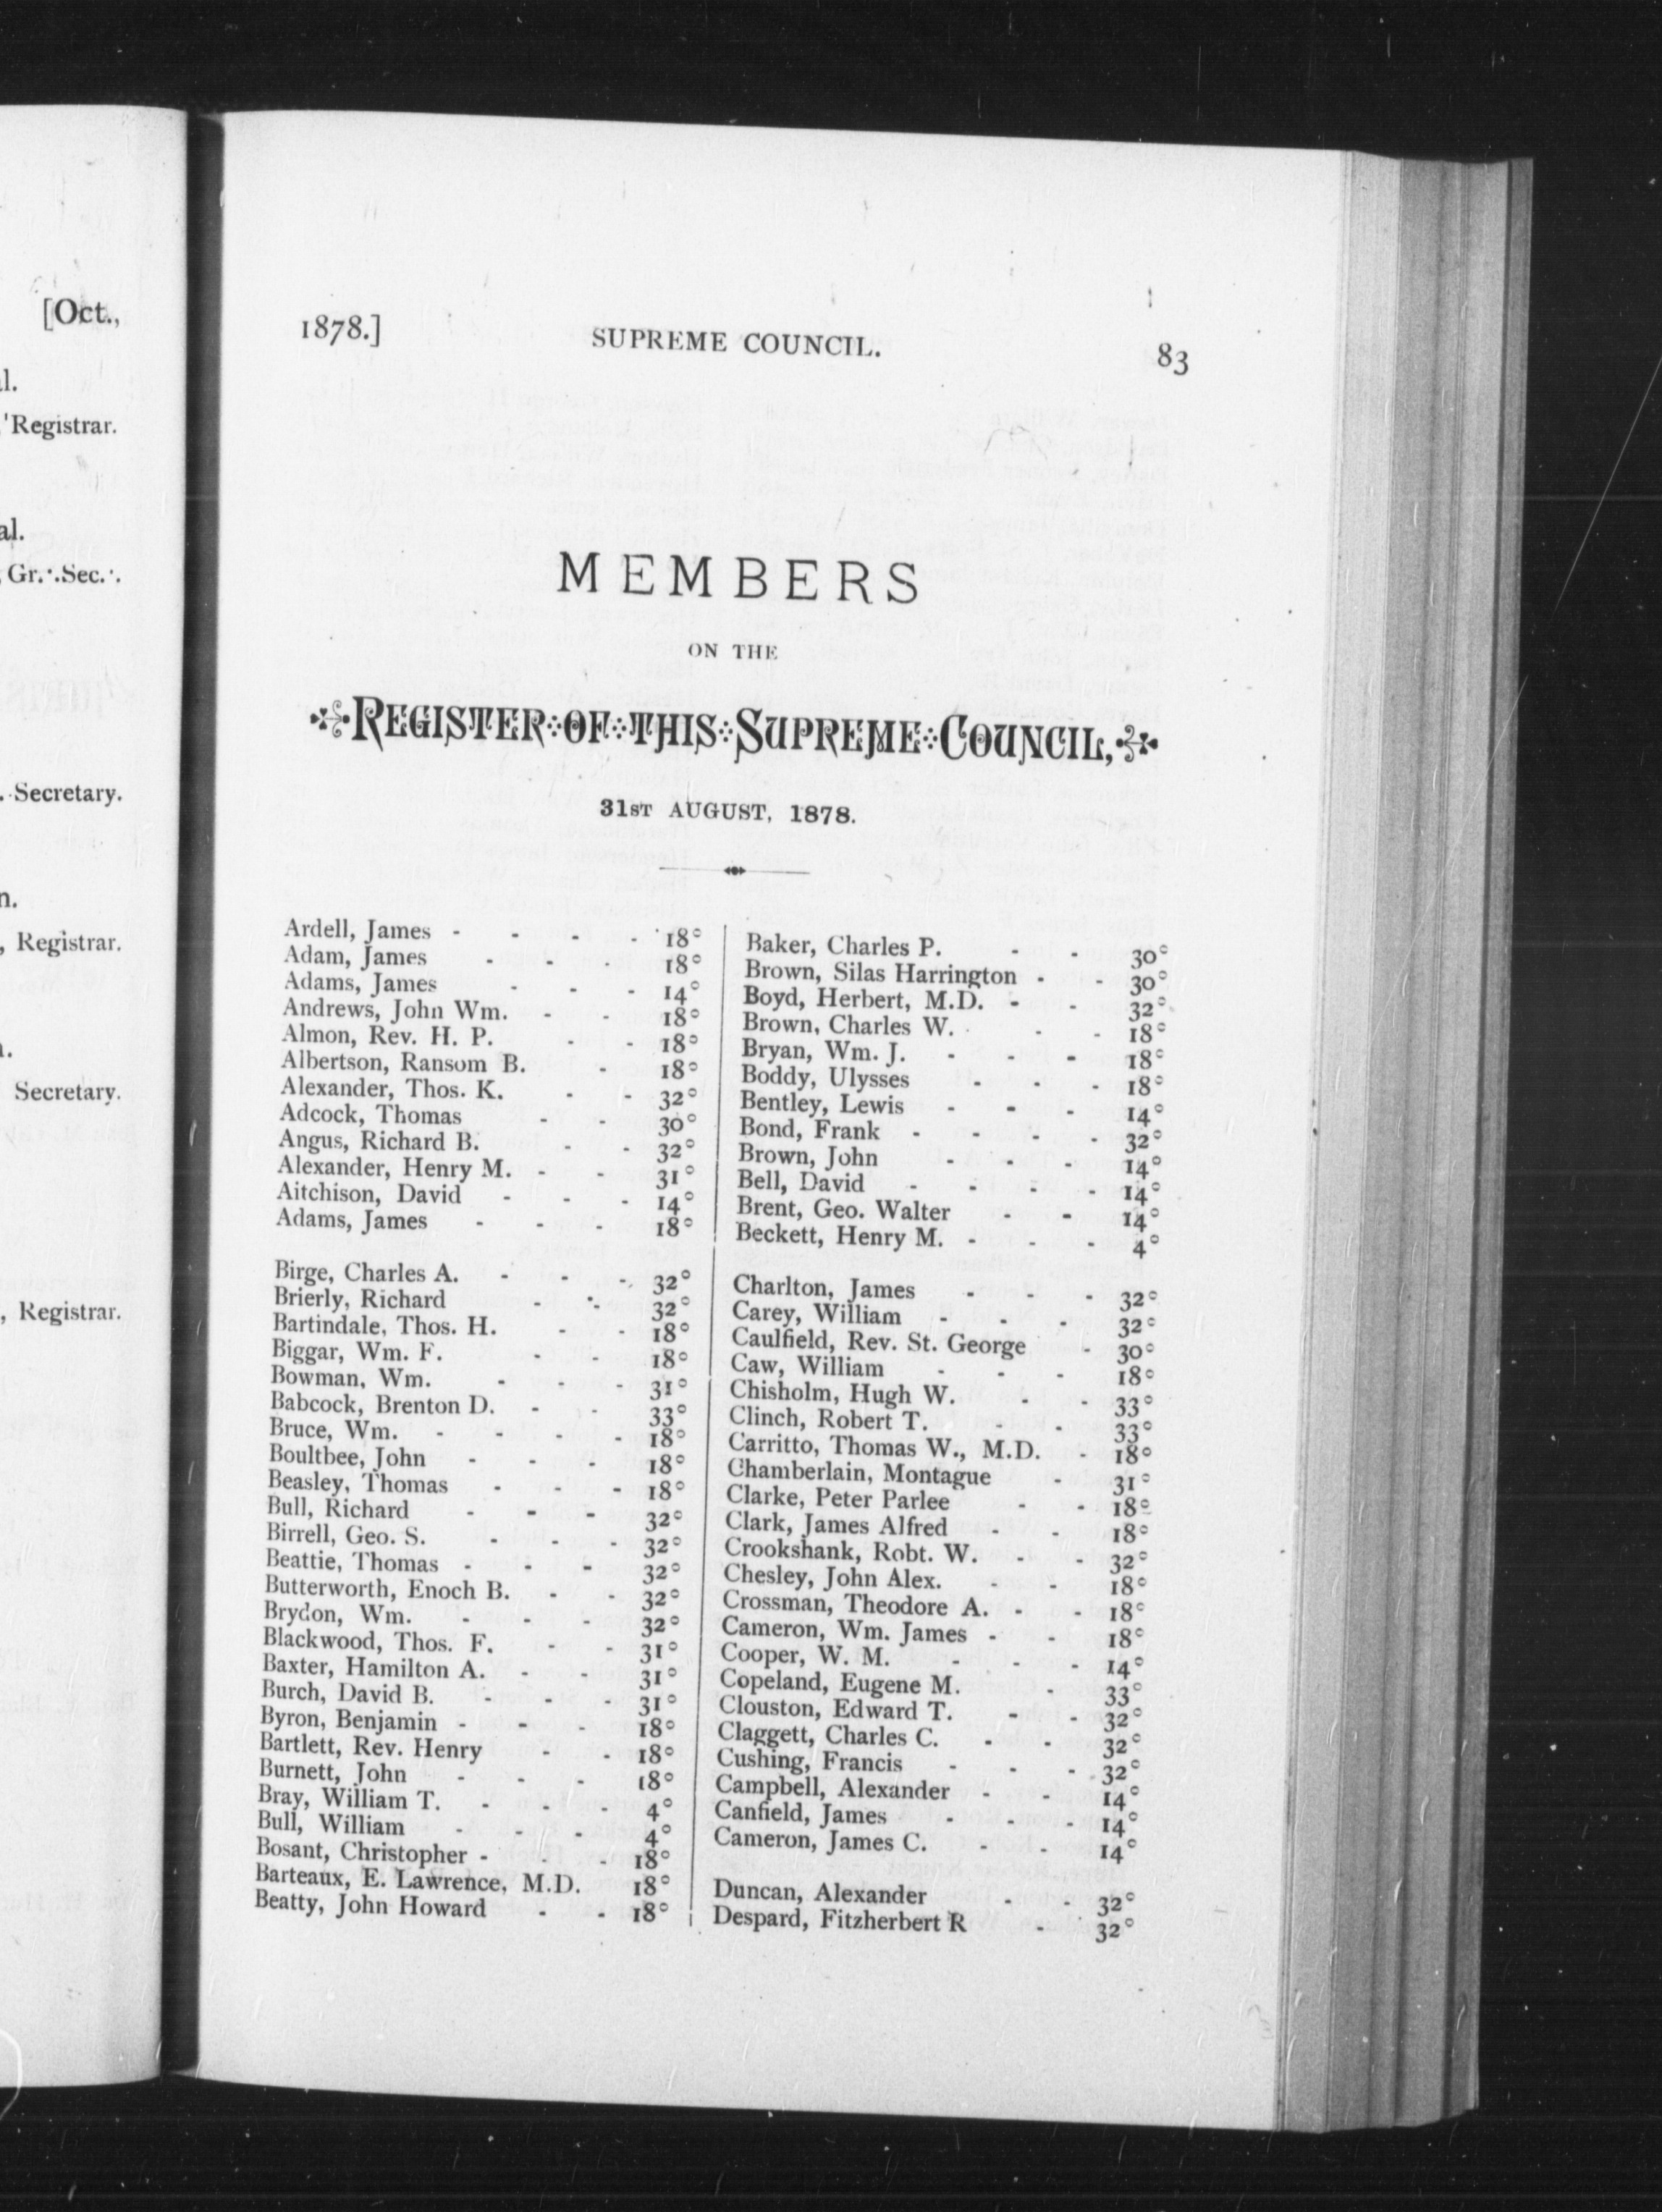 [Oct.,
al.
Registrar.
al.
Gr.·.Sec.·.
Secretary.
n.
, Registrar.
Secretary.
, Registrar.
1878.] SUPREME COUNCIL. 83
MEMBERS
ON THE
REGISTER OF THIS SUPREME COUNCIL,
31ST AUGUST, 1878.
Ardell, James - - - - 18°
Adam, James - - - 18°
Adams, James - - - 14°
Andrews, John Wm. - - 18°
Almon, Rev. H. P. - - 18°
Albertson, Ransom B. - 18°
Alexander, Thos. K. - - 32°
Adcock, Thomas - - 30°
Angus, Richard B. - - 32°
Alexander, Henry M. - - 31°
Aitchison, David - - - 14°
Adams, James - - - 18°
Birge, Charles A. - - - 32°
Brierly, Richard - - 32°
Bartindale, Thos. H. - - 18°
Biggar, Wm. F. - - 18°
Bowman, Wm. - - - 31°
Babcock, Brenton D. - - 33°
Bruce, Wm. - - - - 18°
Boultbee, John - - - 18°
Beasley, Thomas - - - 18°
Bull, Richard - - - 32°
Birrell, Geo. S. - - - 32°
Beattie, Thomas - - - 32°
Butterworth, Enoch B. - - 32°
Brydon, Wm. - - - 32°
Blackwood, Thos. F. - - 31°
Baxter, Hamilton A. - - 31°
Burch, David B. - - - 31°
Byron, Benjamin - - - 18°
Bartlett, Rev. Henry - - 18°
Burnett, John - - - 18°
Bray, William T. - - - 4°
Bull, William - - - 4°
Bosant, Christopher - - - 18°
Barteaux, E. Lawrence, M.D. 18°
Beatty, John Howard - - 18°
Baker, Charles P. - - 30°
Brown, Silas Harrington - - 30°
Boyd, Herbert, M.D. - - 32°
Brown, Charles W. - - 18°
Bryan, Wm. J. - - - 18°
Boddy, Ulysses - - - 18°
Bentley, Lewis - - - 14°
Bond, Frank - - - - 32°
Brown, John - - - 14°
Bell, David - - - - 14°
Brent, Geo. Walter - - 14°
Beckett, Henry M. - - - 4°
Charlton, James - - - 32°
Carey, William - - - 32°
Caulfield, Rev. St. George - 30°
Caw, William - - - 18°
Chisholm, Hugh W. - - 33°
Clinch, Robert T. - - 33°
Carritto, Thomas W., M.D. - 18°
Chamberlain, Montague - 31°
Clarke, Peter Parlee - - 18°
Clark, James Alfred - - 18°
Crookshank, Robt. W. - - 32°
Chesley, John Alex. - - 18°
Crossman, Theodore A. - - 18°
Cameron, Wm. James - - 18°
Cooper, W. M. - - - 14°
Copeland, Eugene M. - 33°
Clouston, Edward T. - - 32°
Claggett, Charles C. - - 32°
Cushing, Francis - - - 32°
Campbell, Alexander - - 14°
Canfield, James - - - 14°
Cameron, James C. - - 14°
Duncan, Alexander - - 32°
Despard, Fitzherbert R - 32°